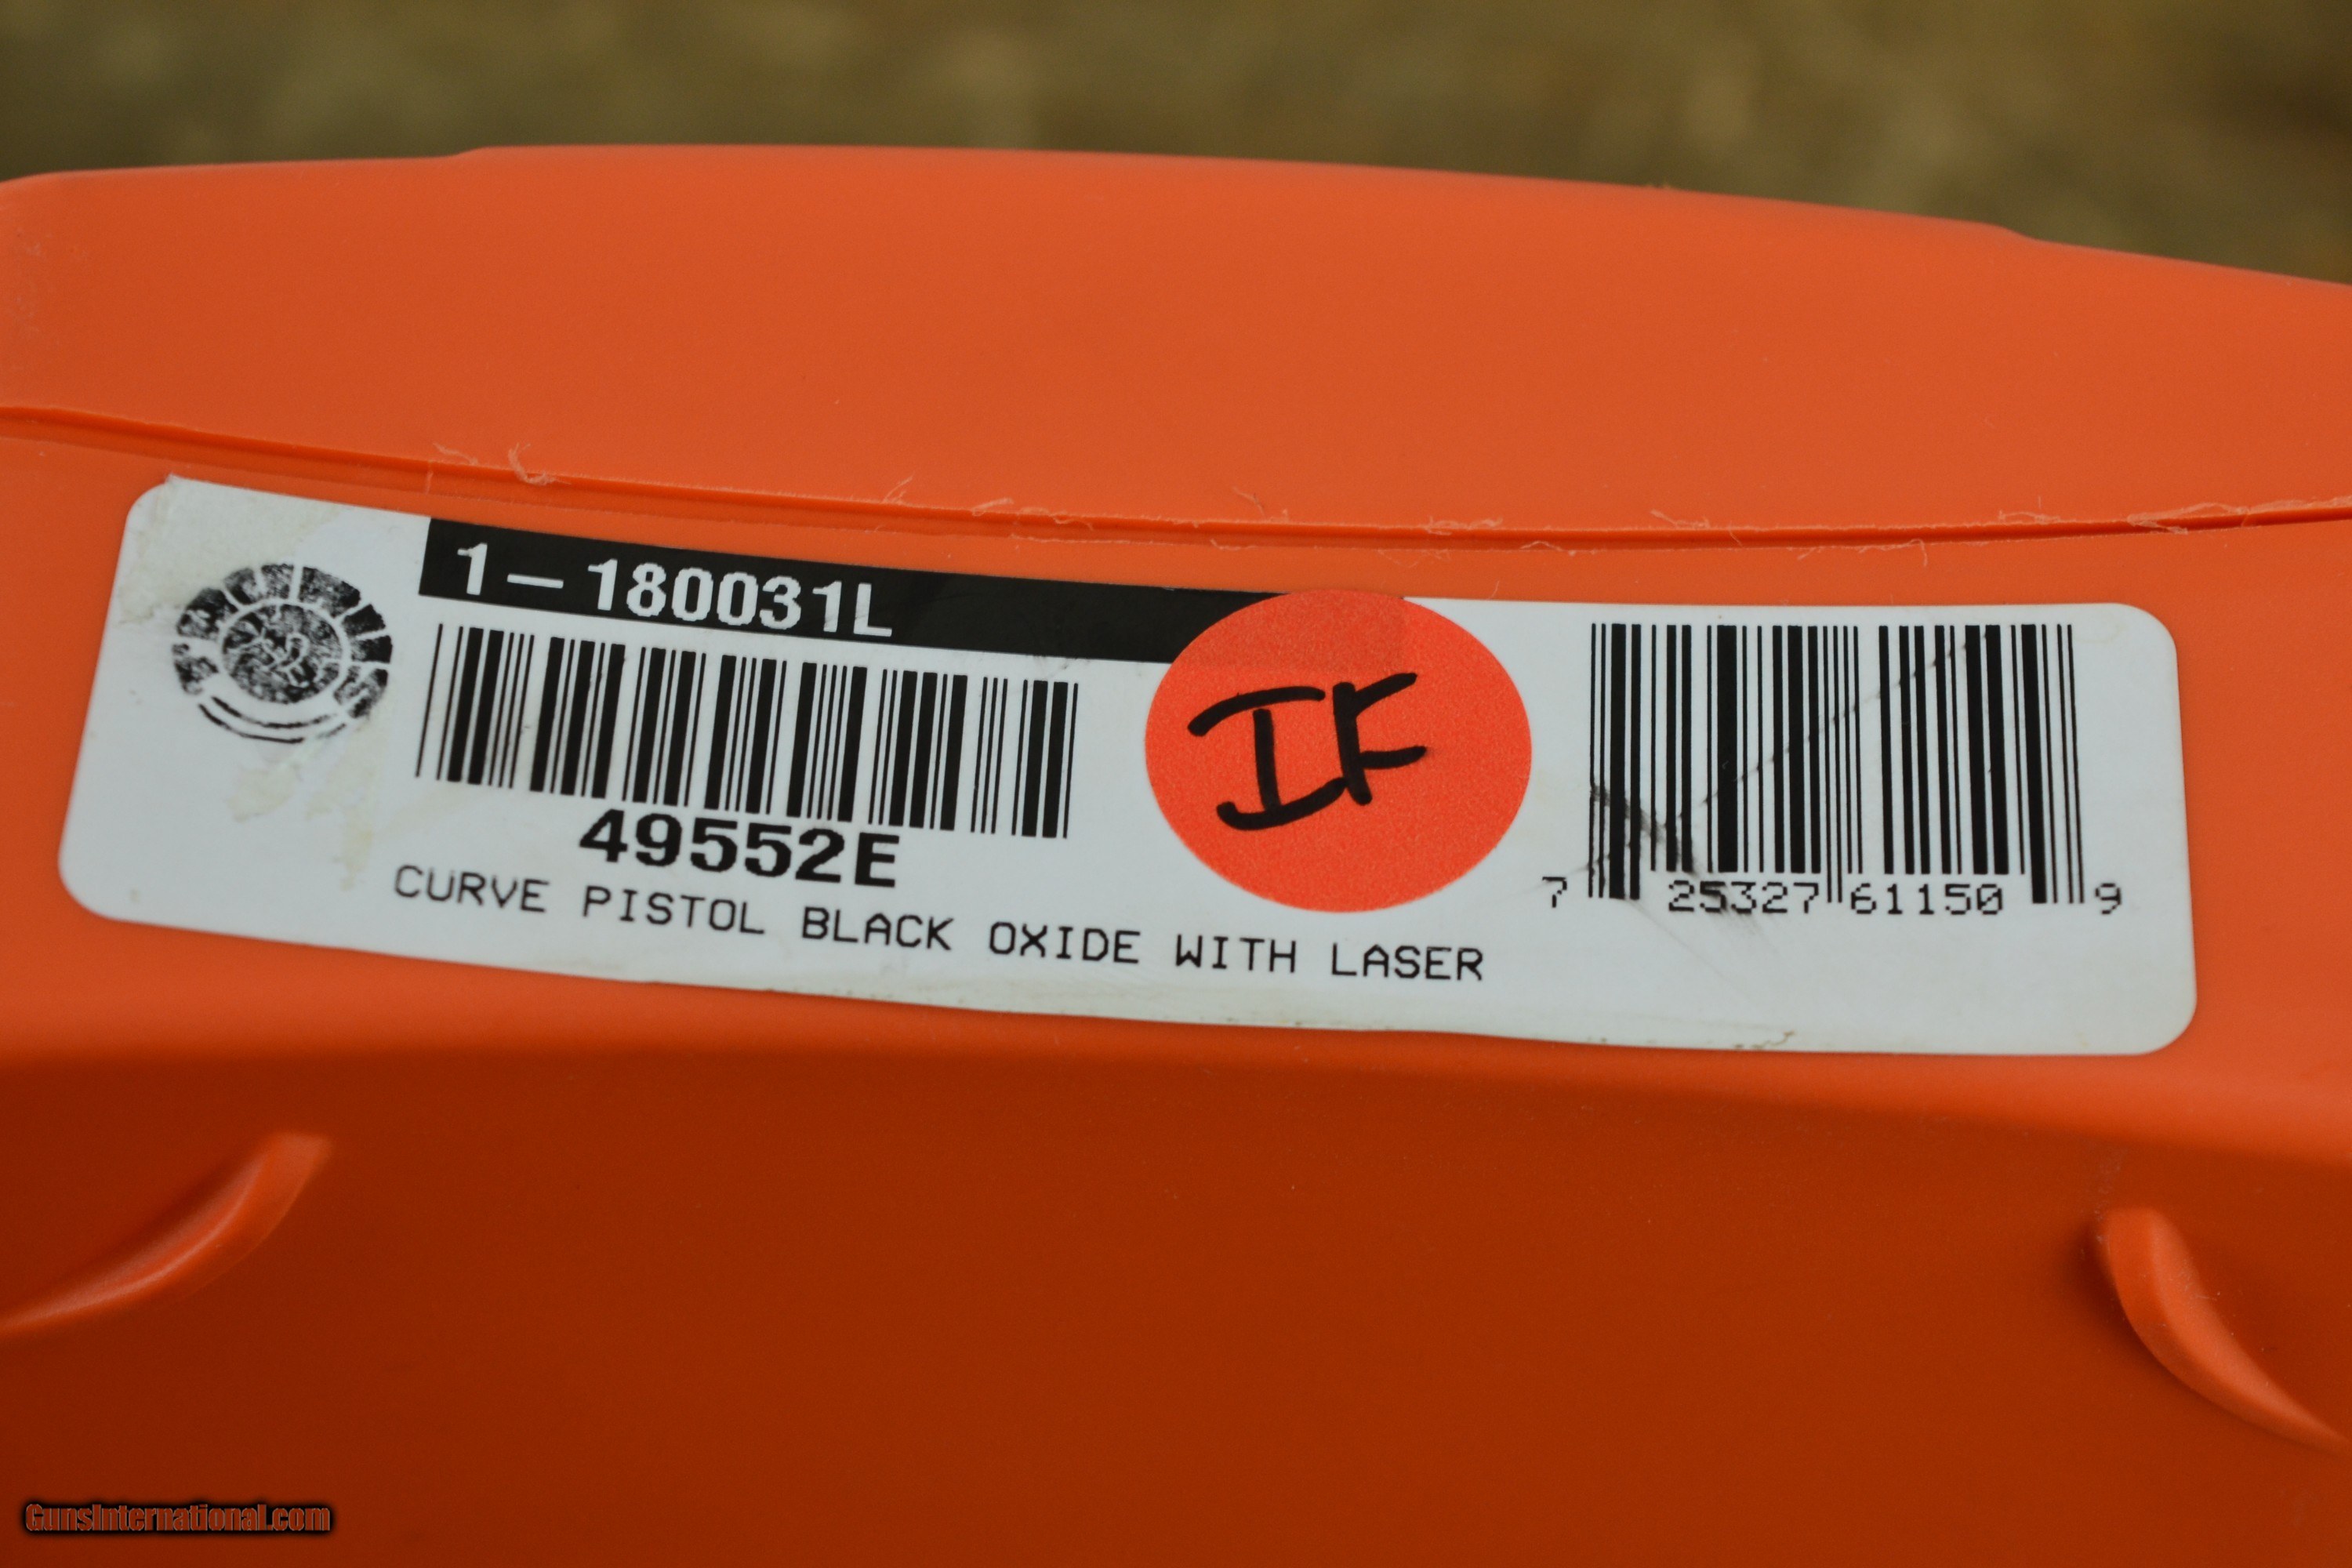 1-180031L
49552E
CURVE PISTOL BLACK OXIDE WITH LASER
IF
7 25327 61150 9
GunsInternational.com